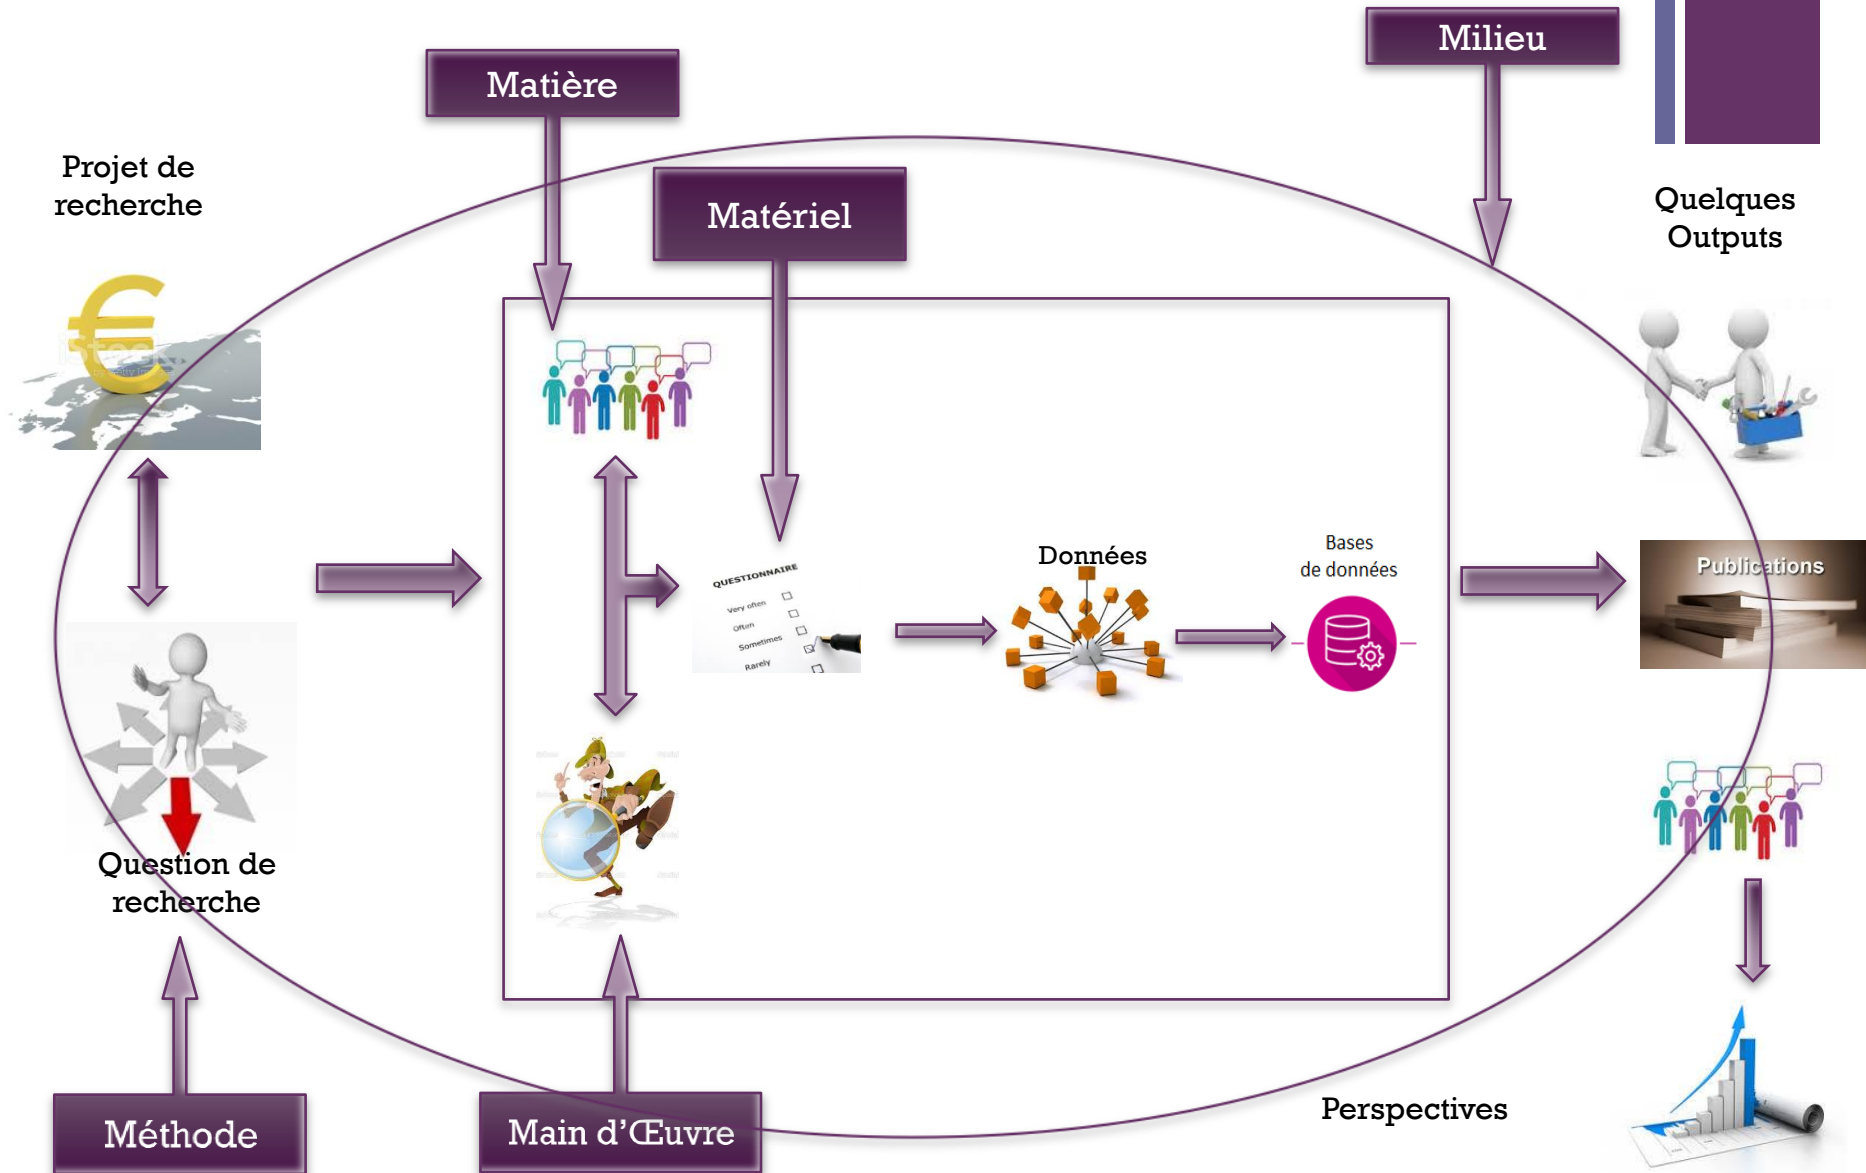 Milieu
Matière
Projet de
recherche
Matériel
Quelques
Outputs
iStock
QUESTIONNAIRE
Very often
Often
Sometimes
Rarely
Données
Bases
de données
Publications
Question de
recherche
Méthode
Main d’Œuvre
Perspectives